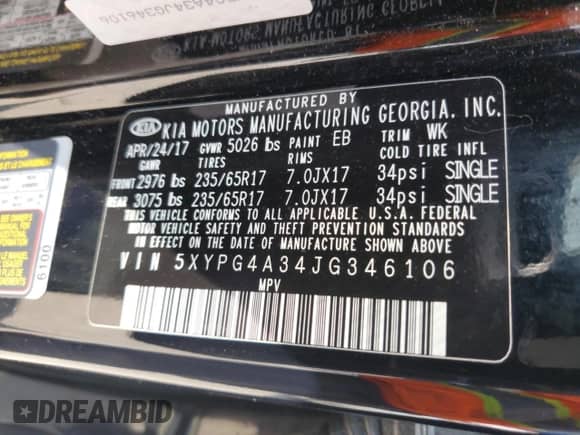 MANUFACTURED BY
KIA KIA MOTORS MANUFACTURING GEORGIA, INC.
APR/24/17 GVWR 5026 lbs PAINT EB TRIM WK
GAWR TIRES RIMS COLD TIRE INFL
FRONT 2976 lbs 235/65R17 7.0JX17 34psi SINGLE
REAR 3075 lbs 235/65R17 7.0JX17 34psi SINGLE
THIS VEHICLE CONFORMS TO ALL APPLICABLE U.S.A. FEDERAL
MOTOR VEHICLE SAFETY AND THEFT PREVENTION STANDARDS
IN EFFECT ON THE DATE OF MANUFACTURE SHOWN ABOVE.
VIN 5XYPG4A34JG346106
MPV
6100
DREAMBID